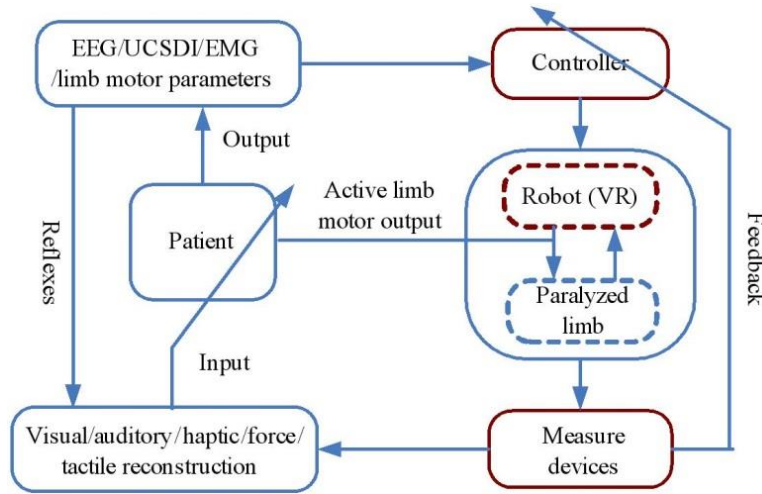 EEG/UCSDI/EMG
/limb motor parameters
Controller
Output
Active limb
motor output
Robot (VR)
Patient
Reflexes
Feedback
Paralyzed
limb
Input
Visual/auditory/haptic/force/
tactile reconstruction
Measure
devices